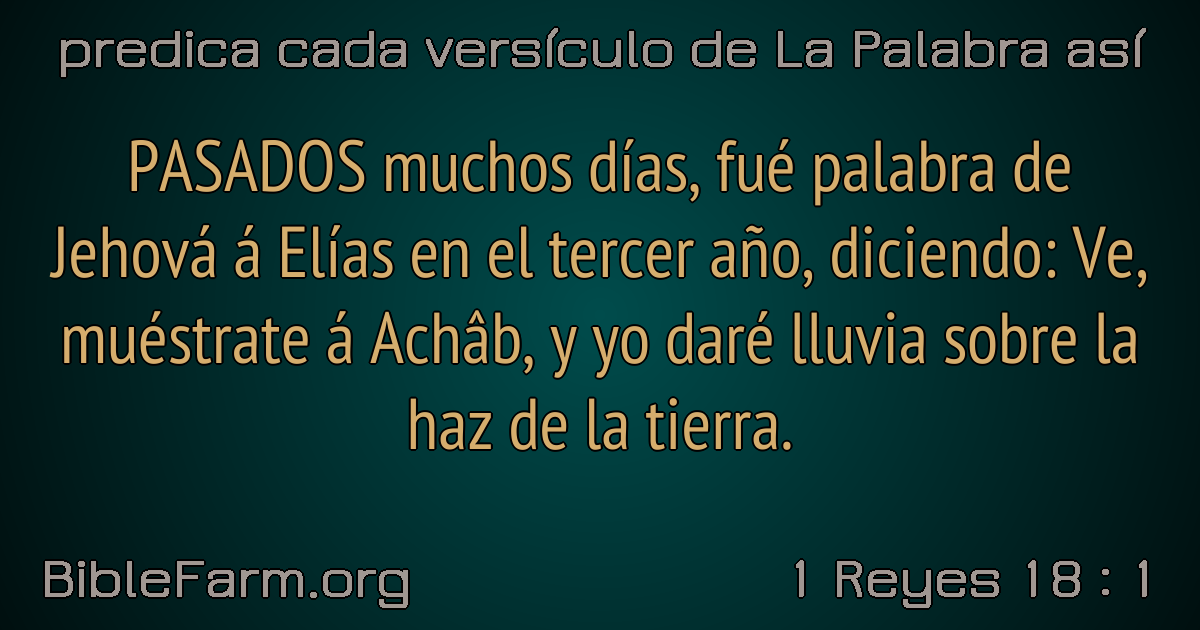 predica cada versículo de La Palabra así
PASADOS muchos días, fué palabra de
Jehová á Elías en el tercer año, diciendo: Ve,
muéstrate á Achâb, y yo daré lluvia sobre la
haz de la tierra.
BibleFarm.org
1 Reyes 18 : 1